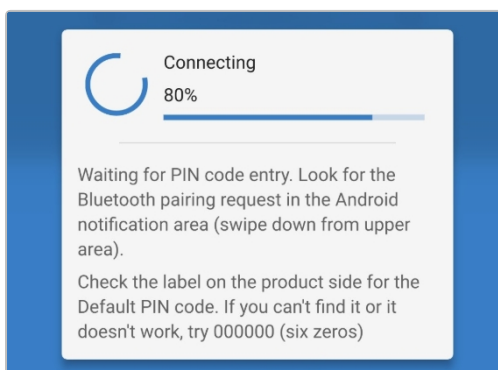 Connecting
80%
Waiting for PIN code entry. Look for the
Bluetooth pairing request in the Android
notification area (swipe down from upper
area).
Check the label on the product side for the
Default PIN code. If you can't find it or it
doesn't work, try 000000 (six zeros)